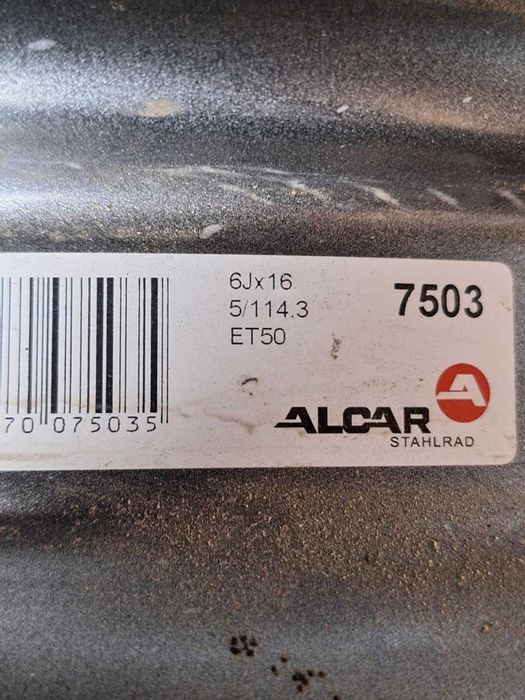 6Jx16
5/114.3
ET50
7503
70 075035
ALCAR
STAHLRAD